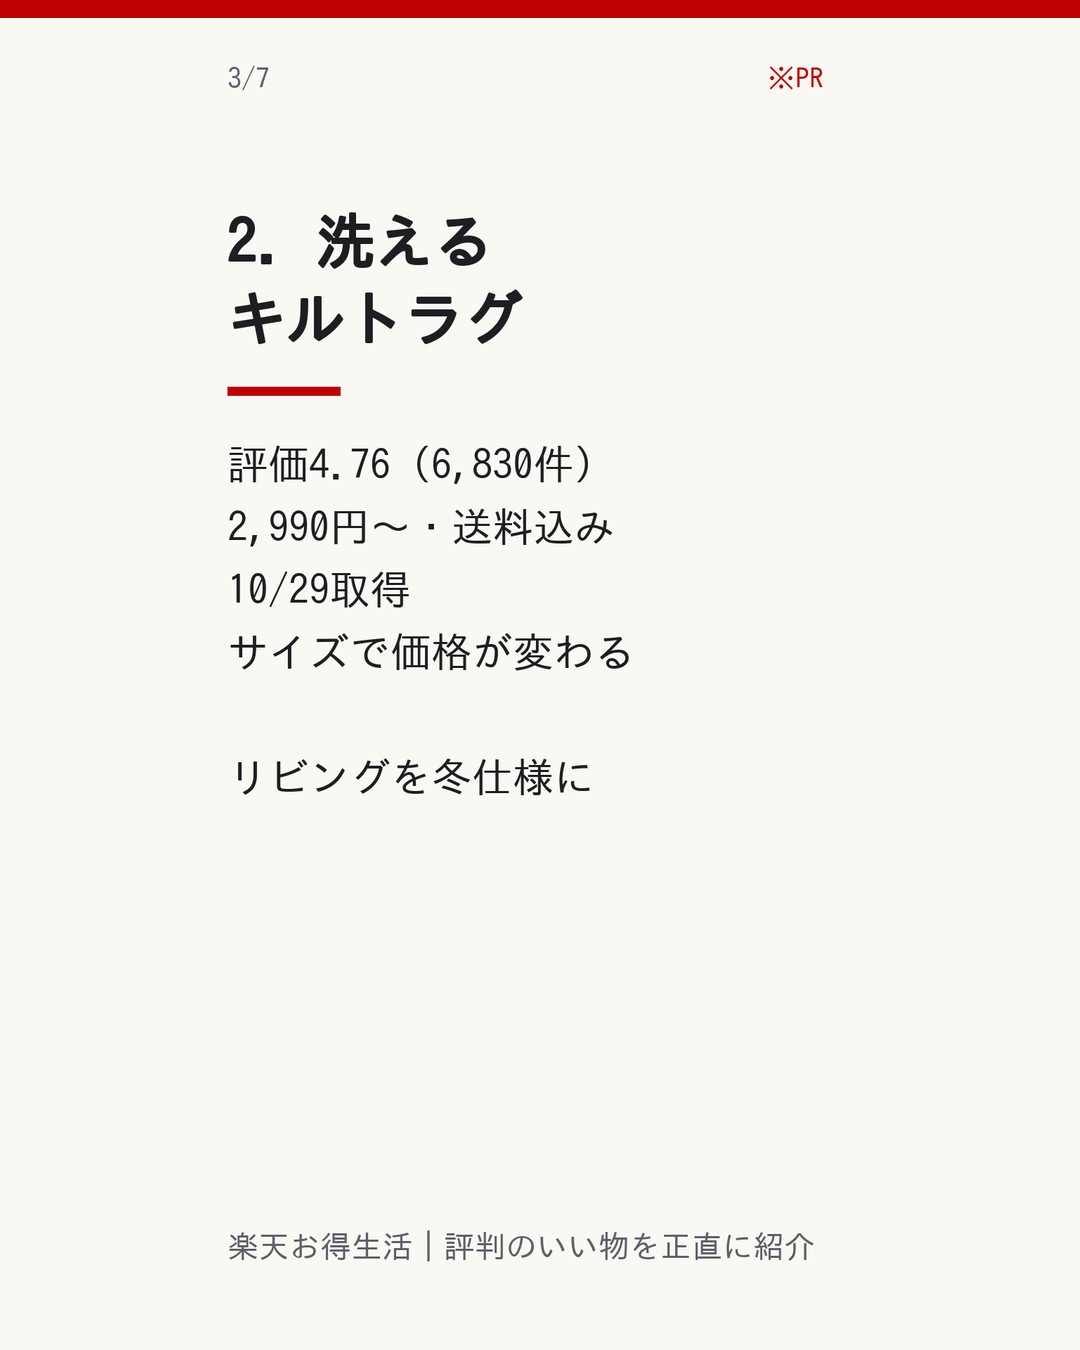 3/7
※PR
2. 洗える
キルトラグ
評価4.76（6,830件）
2,990円〜・送料込み
10/29取得
サイズで価格が変わる
リビングを冬仕様に
楽天お得生活｜評判のいい物を正直に紹介